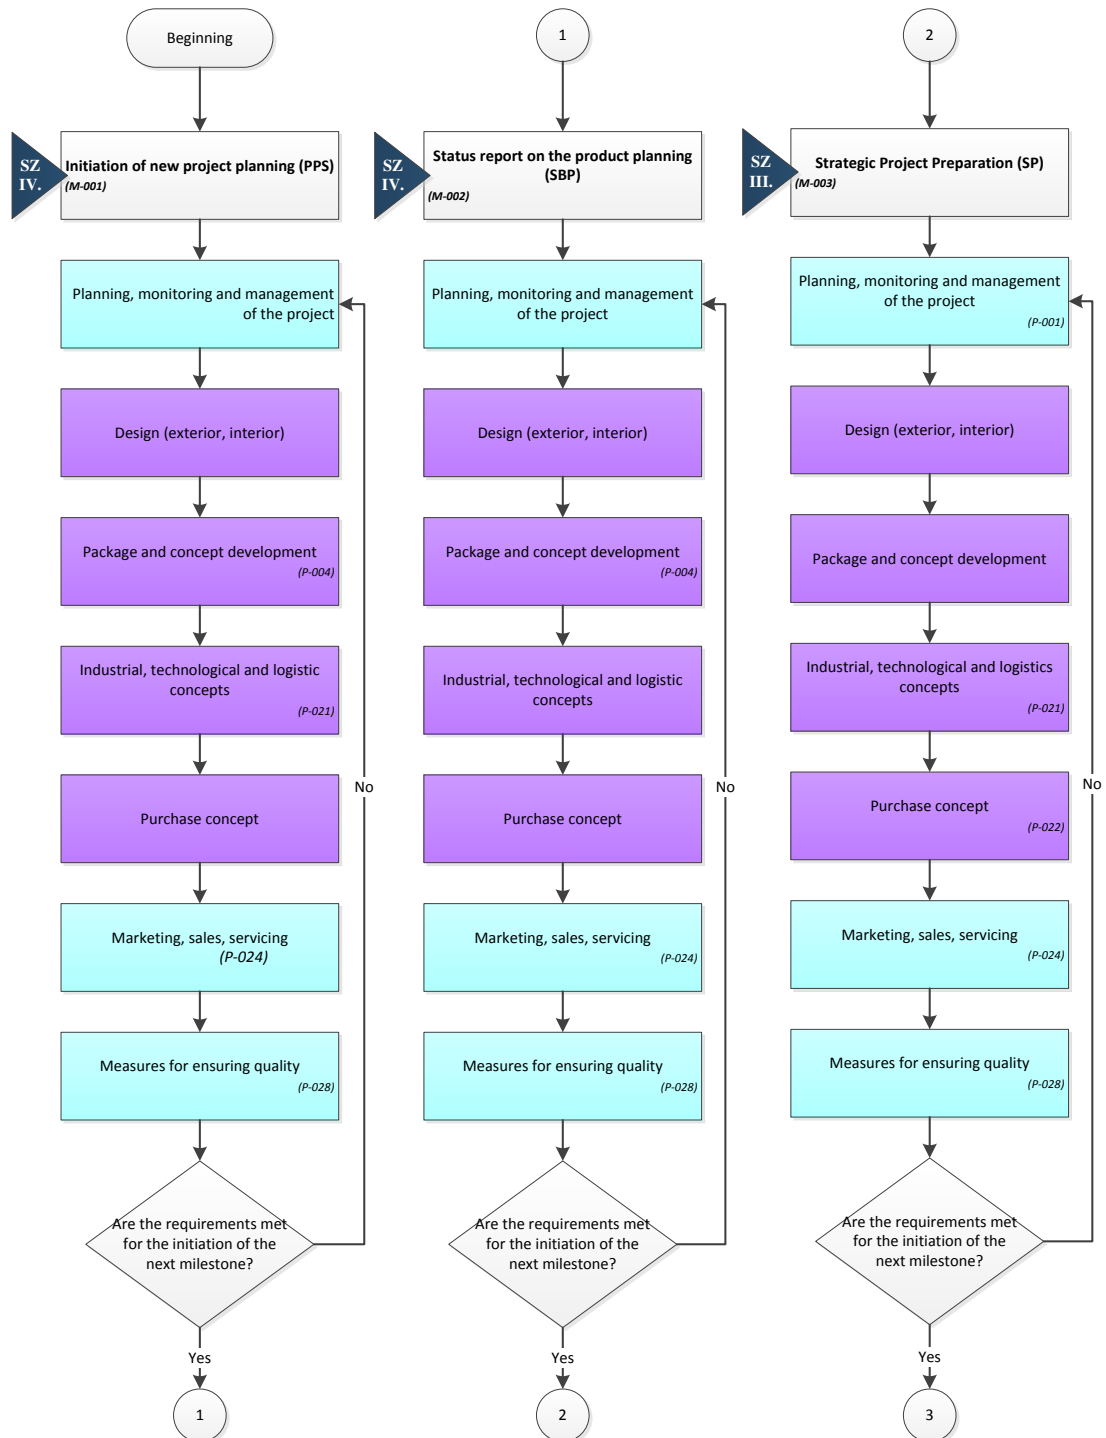 Beginning
SZ
IV.
Initiation of new project planning (PPS)
(M-001)
Planning, monitoring and management
of the project
Design (exterior, interior)
Package and concept development
(P-004)
Industrial, technological and logistic
concepts
(P-021)
Purchase concept
Marketing, sales, servicing
(P-024)
Measures for ensuring quality
(P-028)
Are the requirements met
for the initiation of the
next milestone?
No
Yes
1
1
SZ
IV.
Status report on the product planning
(SBP)
(M-002)
Planning, monitoring and management
of the project
Design (exterior, interior)
Package and concept development
(P-004)
Industrial, technological and logistic
concepts
Purchase concept
Marketing, sales, servicing
(P-024)
Measures for ensuring quality
(P-028)
Are the requirements met
for the initiation of the
next milestone?
No
Yes
2
2
SZ
III.
Strategic Project Preparation (SP)
(M-003)
Planning, monitoring and management
of the project
(P-001)
Design (exterior, interior)
Package and concept development
Industrial, technological and logistics
concepts
(P-021)
Purchase concept
(P-022)
Marketing, sales, servicing
(P-024)
Measures for ensuring quality
(P-028)
Are the requirements met
for the initiation of the
next milestone?
No
Yes
3